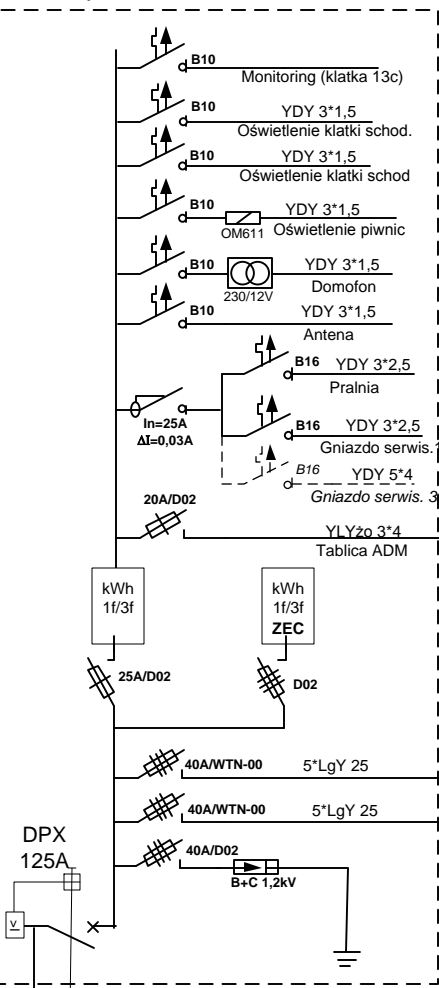 B10
Monitoring (klatka 13c)
B10 YDY 3*1,5
Oświetlenie klatki schod.
B10 YDY 3*1,5
Oświetlenie klatki schod
B10 YDY 3*1,5
OM611 Oświetlenie piwnic
B10 YDY 3*1,5
230/12V Domofon
B10 YDY 3*1,5
Antena
B16 YDY 3*2,5
Pralnia
In=25A
ΔI=0,03A
B16 YDY 3*2,5
Gniazdo serwis.
B16 YDY 5*4
Gniazdo serwis. 3
20A/D02
YLYżo 3*4
Tablica ADM
kWh
1f/3f
kWh
1f/3f
ZEC
25A/D02
D02
40A/WTN-00 5*LgY 25
40A/WTN-00 5*LgY 25
DPX
125A
40A/D02
B+C 1,2kV
V